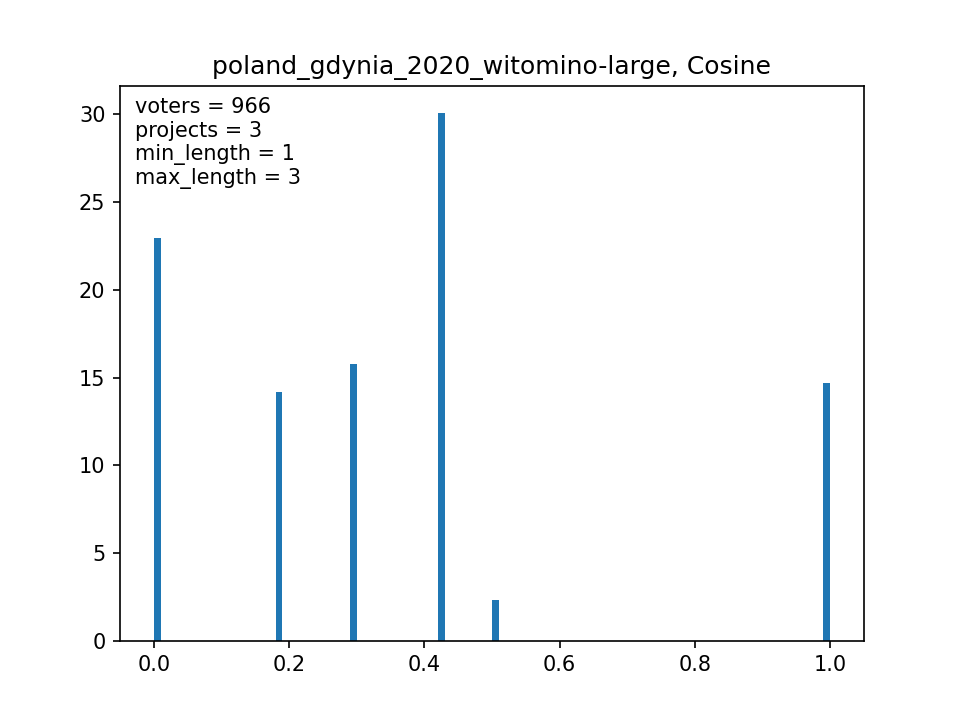 poland_gdynia_2020_witomino-large, Cosine
voters = 966
projects = 3
min_length = 1
max_length = 3
30
25
20
15
10
5
0
0.0 0.2 0.4 0.6 0.8 1.0